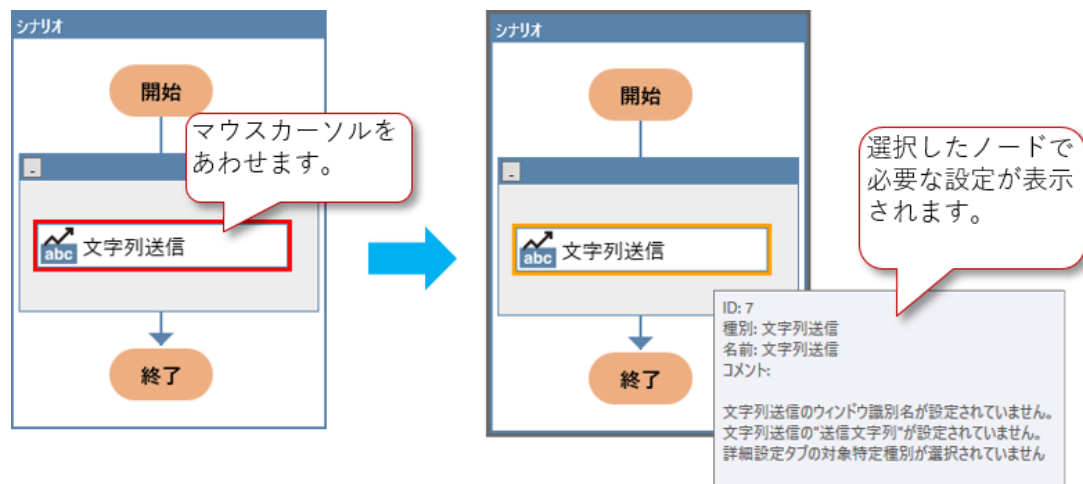 シナリオ
開始
マウスカーソルを
あわせます。
-
abc 文字列送信
終了
シナリオ
開始
-
abc 文字列送信
終了
選択したノードで
必要な設定が表示
されます。
ID: 7
種別: 文字列送信
名前: 文字列送信
コメント:
文字列送信のウィンドウ識別名が設定されていません。
文字列送信の"送信文字列"が設定されていません。
詳細設定タブの対象特定種別が選択されていません